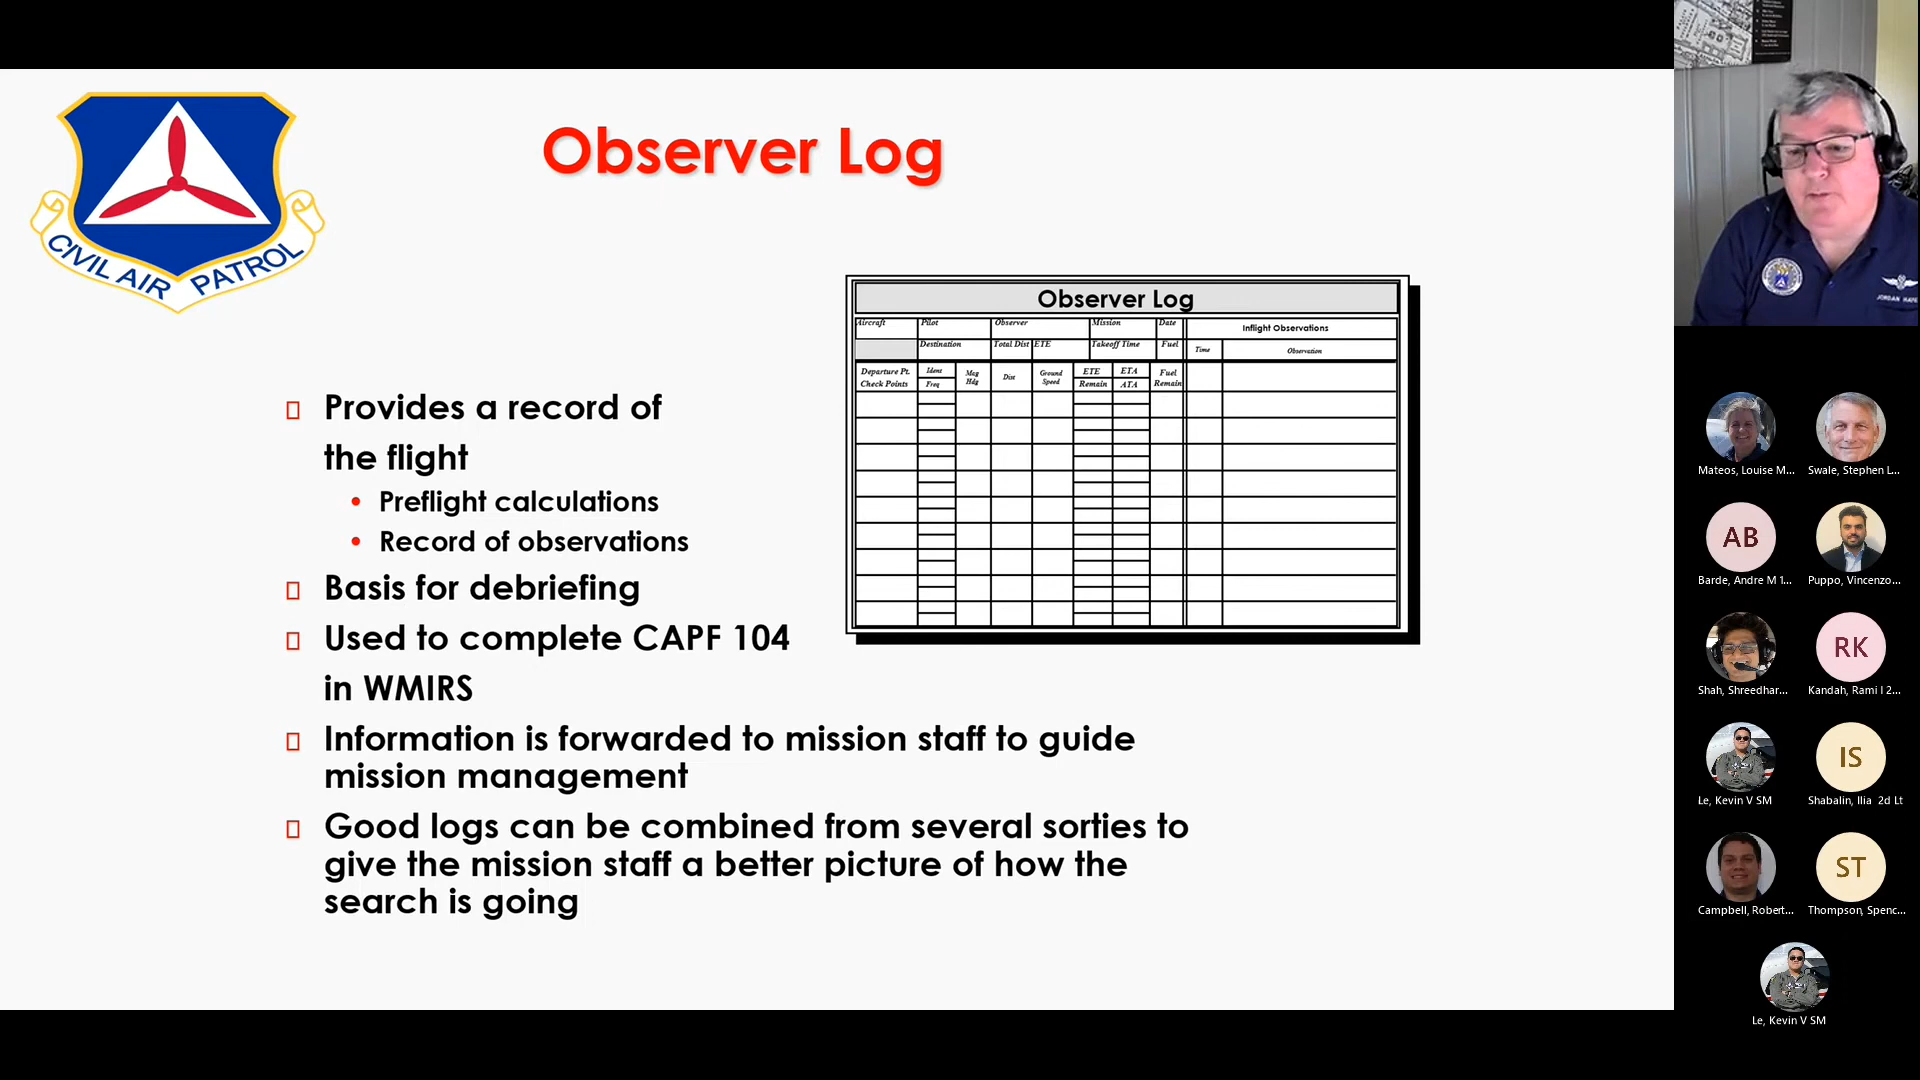 Observer Log
CIVIL AIR PATROL
Observer Log
Aircraft Pilot Observer Mission Date Inflight Observations
Destination Total Dist ETE Takeoff Time Fuel Time Observation
Departure Pt. Ident Mag Dist Ground ETE ETA Fuel
Check Points Freq Hdg Speed Remain ATA Remain
Provides a record of
the flight
• Preflight calculations
• Record of observations
Basis for debriefing
Used to complete CAPF 104
in WMIRS
Information is forwarded to mission staff to guide
mission management
Good logs can be combined from several sorties to
give the mission staff a better picture of how the
search is going
JORDAN
Mateos, Louise M...
Swale, Stephen L...
AB
Barde, Andre M 1...
Puppo, Vincenzo...
Shah, Shreedhar...
RK
Kandah, Rami I 2...
Le, Kevin V SM
IS
Shabalin, Ilia 2d Lt
Campbell, Robert...
ST
Thompson, Spenc...
Le, Kevin V SM